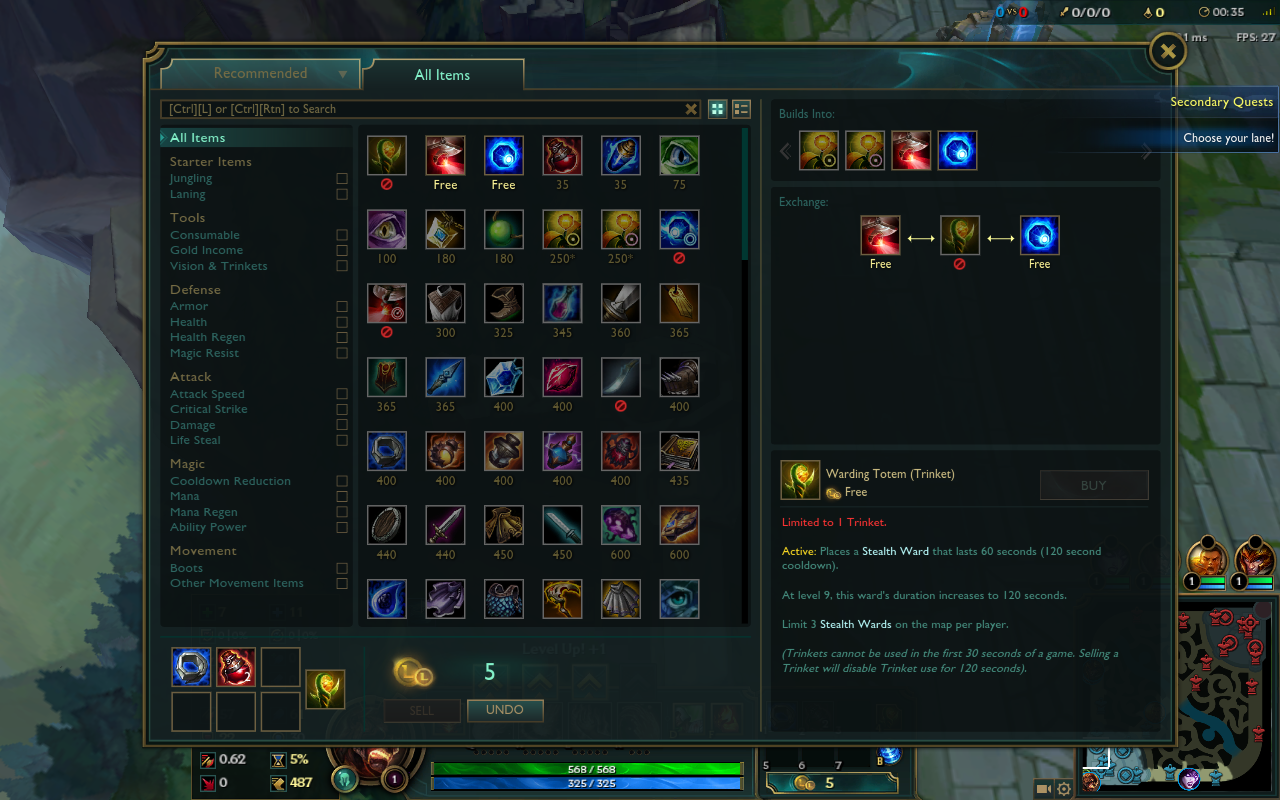 0 vs 0
0/0/0
0
00:35
ms
FPS: 27
Recommended
All Items
[Ctrl][L] or [Ctrl][Rtn] to Search
Secondary Quests
Choose your lane!
All Items
Starter Items
Jungling
Laning
Tools
Consumable
Gold Income
Vision & Trinkets
Defense
Armor
Health
Health Regen
Magic Resist
Attack
Attack Speed
Critical Strike
Damage
Life Steal
Magic
Cooldown Reduction
Mana
Mana Regen
Ability Power
Movement
Boots
Other Movement Items
Free Free 35 35 75
100 180 180 250* 250*
300 325 345 360 365
365 365 400 400 400
400 400 400 400 400 435
440 440 450 450 600 600
Builds Into:
Exchange:
Free
Free
Warding Totem (Trinket)
Free
BUY
Limited to 1 Trinket.
Active: Places a Stealth Ward that lasts 60 seconds (120 second
cooldown).
At level 9, this ward's duration increases to 120 seconds.
Limit 3 Stealth Wards on the map per player.
(Trinkets cannot be used in the first 30 seconds of a game. Selling a
Trinket will disable Trinket use for 120 seconds).
Level Up! +1
2
5
SELL
UNDO
1
1
0.62
5%
0
487
1
568 / 568
325 / 325
5
6
7
B
5